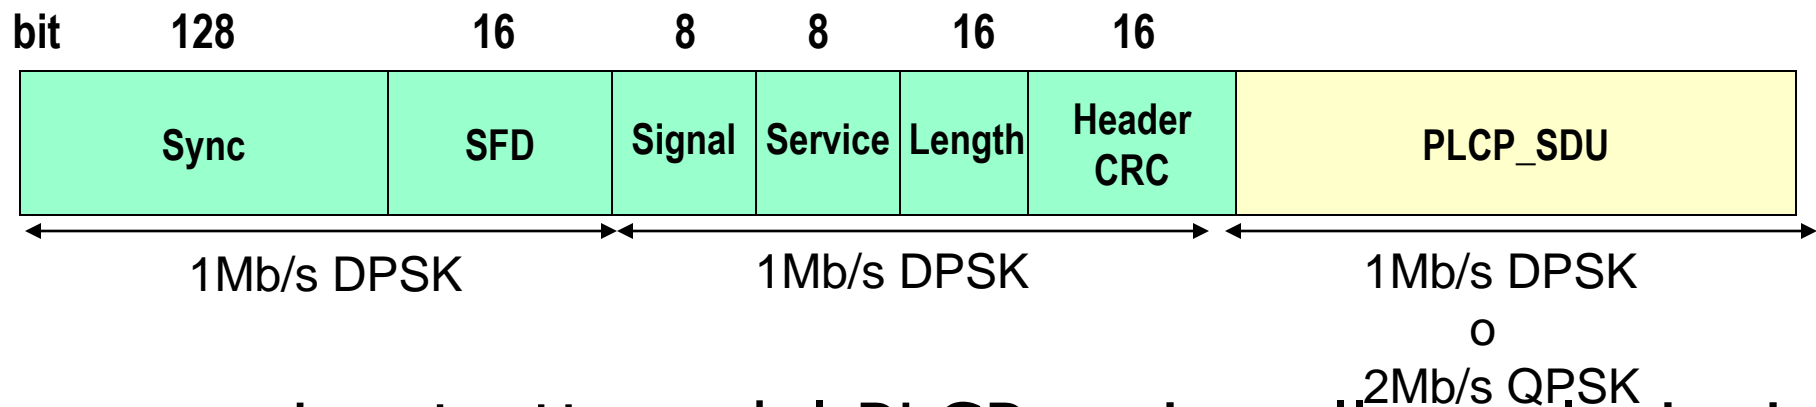 bit 128 16 8 8 16 16
Sync SFD Signal Service Length Header CRC PLCP_SDU
1Mb/s DPSK 1Mb/s DPSK 1Mb/s DPSK
o
2Mb/s QPSK
PLCP